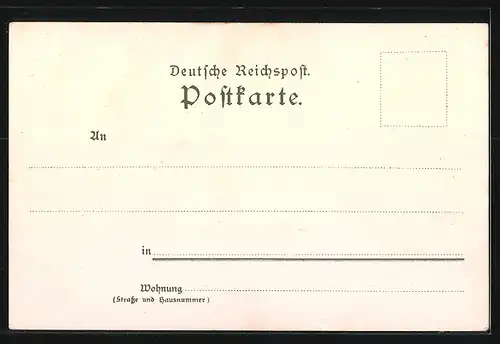 Deutſche Reichspoſt.
Poſtkarte.
An
in
Wohnung
(Straße und Hausnummer)